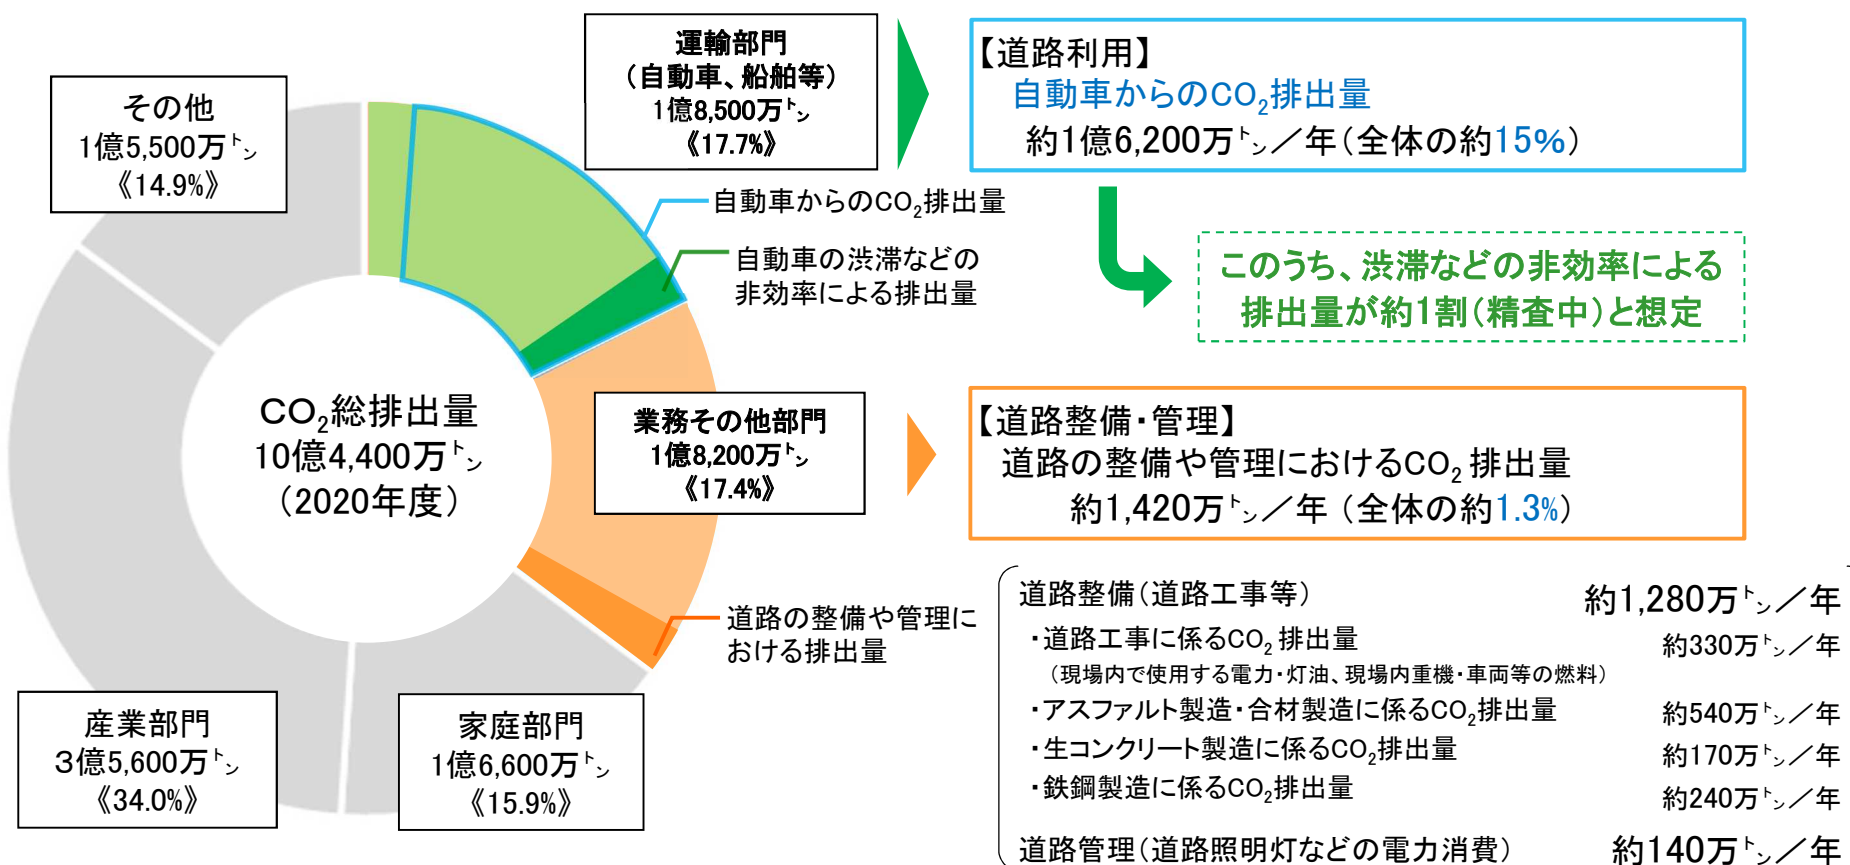 運輸部門
（自動車、船舶等）
1億8,500万㌧
《17.7%》
その他
1億5,500万㌧
《14.9%》
自動車からのCO₂排出量
自動車の渋滞などの
非効率による排出量
CO₂総排出量
10億4,400万㌧
（2020年度）
業務その他部門
1億8,200万㌧
《17.4%》
道路の整備や管理に
おける排出量
産業部門
3億5,600万㌧
《34.0%》
家庭部門
1億6,600万㌧
《15.9%》
【道路利用】
自動車からのCO₂排出量
約1億6,200万㌧／年（全体の約15%）
このうち、渋滞などの非効率による
排出量が約1割（精査中）と想定
【道路整備・管理】
道路の整備や管理におけるCO₂排出量
約1,420万㌧／年（全体の約1.3%）
道路整備（道路工事等） 約1,280万㌧／年
・道路工事に係るCO₂排出量 約330万㌧／年
（現場内で使用する電力・灯油、現場内重機・車両等の燃料）
・アスファルト製造・合材製造に係るCO₂排出量 約540万㌧／年
・生コンクリート製造に係るCO₂排出量 約170万㌧／年
・鉄鋼製造に係るCO₂排出量 約240万㌧／年
道路管理（道路照明灯などの電力消費） 約140万㌧／年